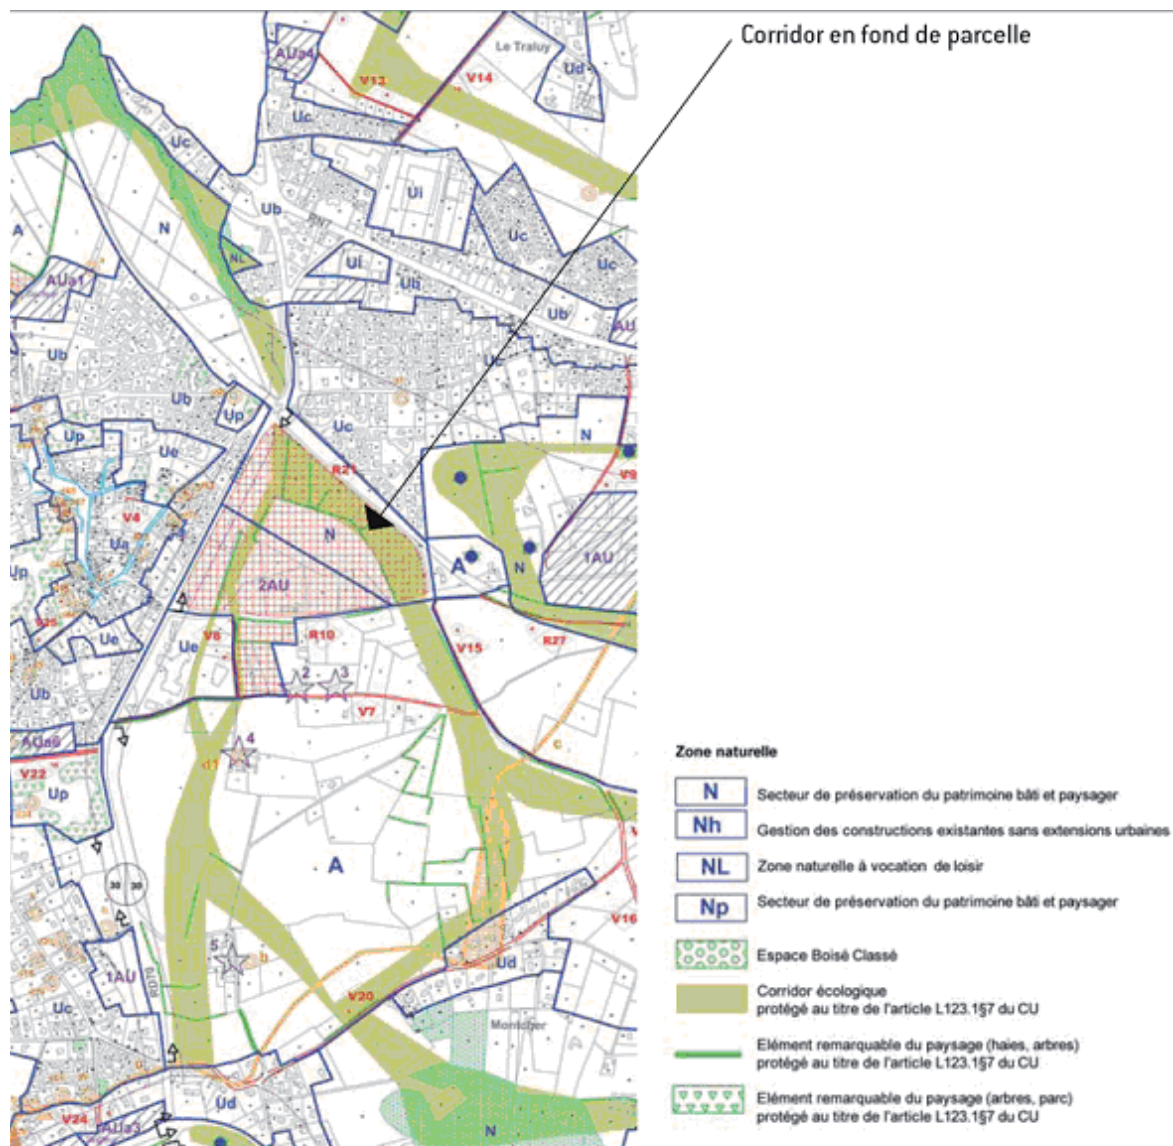 Corridor en fond de parcelle
Le Traluy
AUa4
V13
V14
Ud
Uc
Uc
Ui
Ub
RN7
Uc
N
A
NL
Ui
Uc
Ub
AUa1
Ub
Ub
Ub
Up
Uc
Up
Ue
N
R21
V9
V4
Ua
N
A
N
1AU
Up
2AU
Ue
V8
R10
V15
R27
Ue
2
3
Ub
V7
AUa6
4
d1
c
V22
Up
A
30
30
V16
5
b
Ud
1AU
V20
Uc
Montcher
Ud
V24
AUa3
N
Zone naturelle
N Secteur de préservation du patrimoine bâti et paysager
Nh Gestion des constructions existantes sans extensions urbaines
NL Zone naturelle à vocation de loisir
Np Secteur de préservation du patrimoine bâti et paysager
Espace Boisé Classé
Corridor écologique
protégé au titre de l'article L123.1§7 du CU
Elément remarquable du paysage (haies, arbres)
protégé au titre de l'article L123.1§7 du CU
Elément remarquable du paysage (arbres, parc)
protégé au titre de l'article L123.1§7 du CU